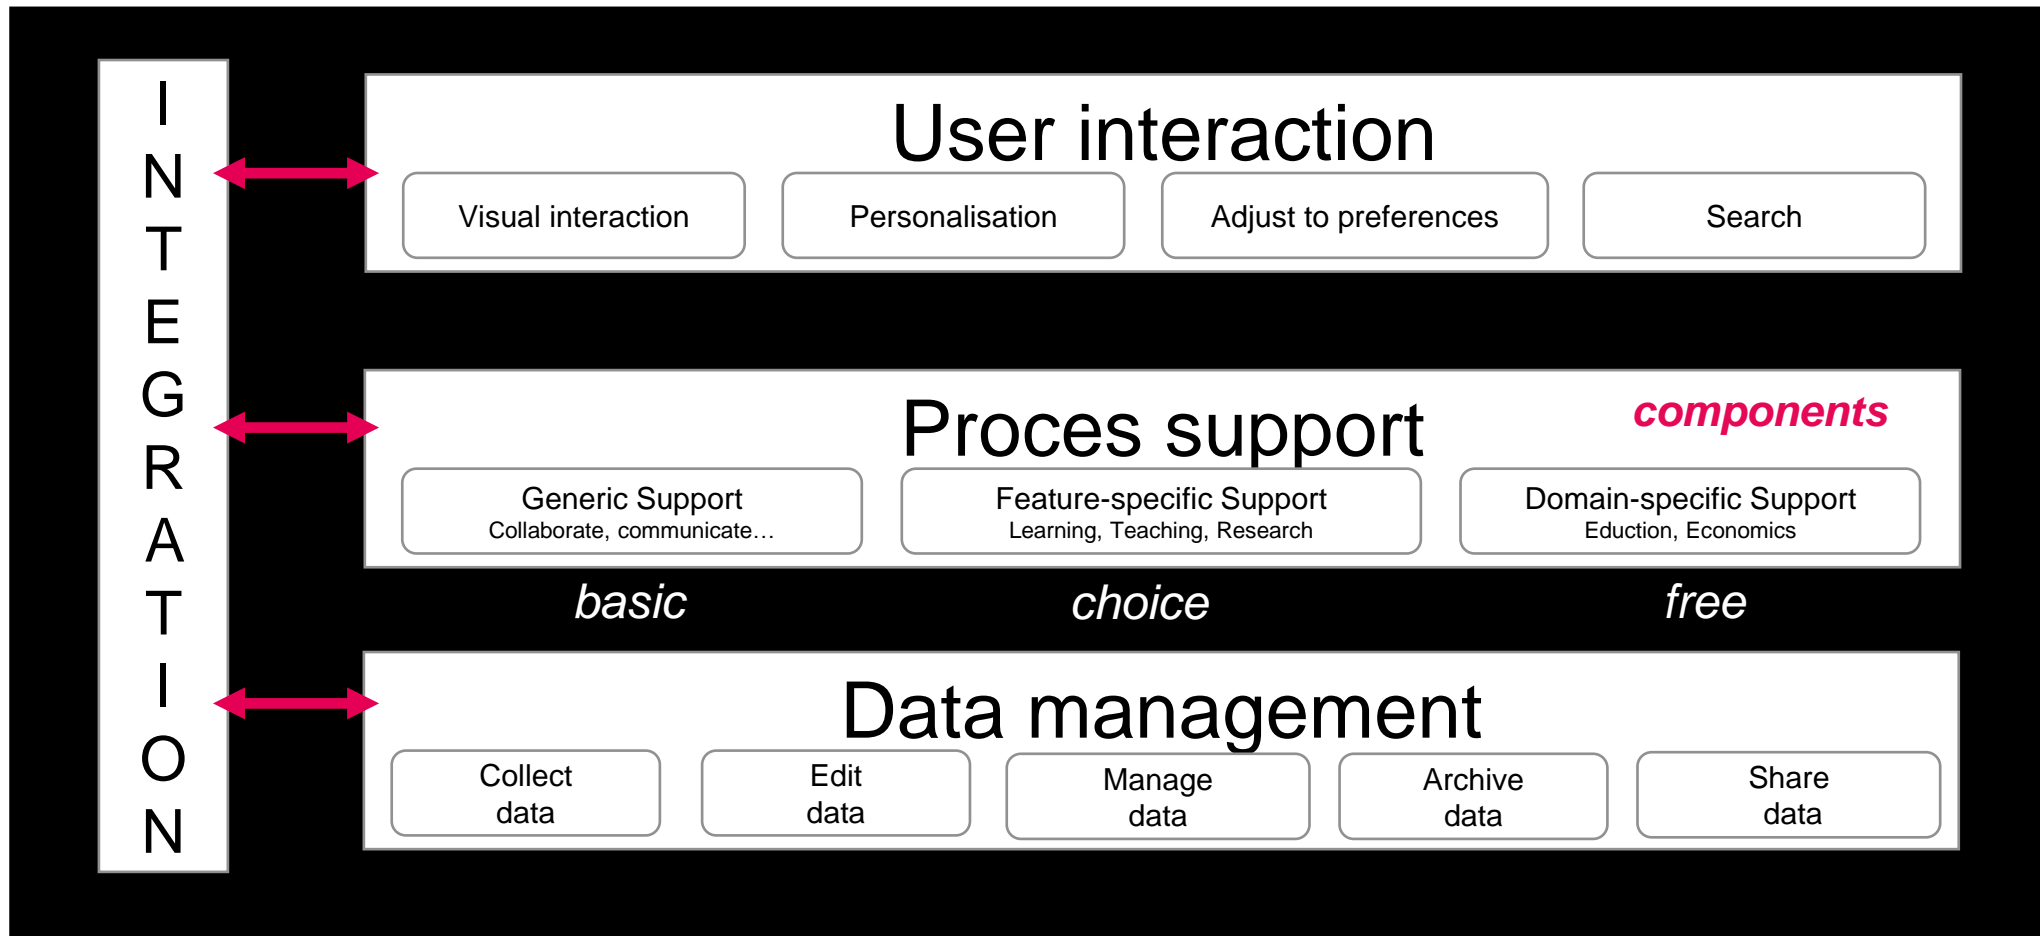 INTEGRATION
User interaction
Visual interaction
Personalisation
Adjust to preferences
Search
Proces support
components
Generic Support
Collaborate, communicate…
Feature-specific Support
Learning, Teaching, Research
Domain-specific Support
Eduction, Economics
basic
choice
free
Data management
Collect
data
Edit
data
Manage
data
Archive
data
Share
data